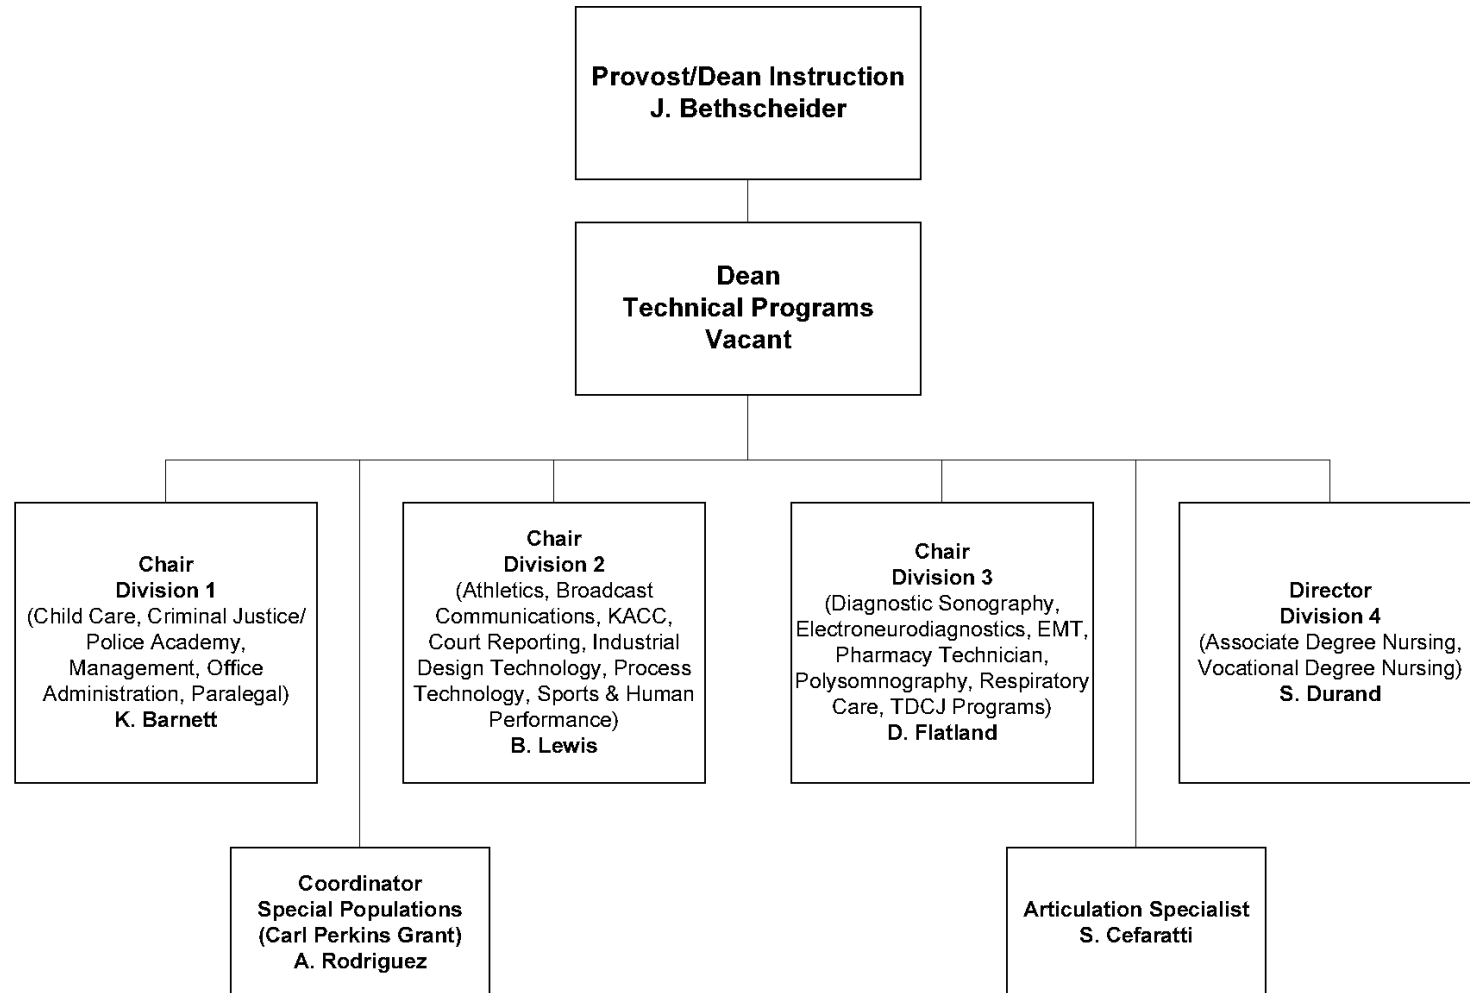 Provost/Dean Instruction
J. Bethscheider
Dean
Technical Programs
Vacant
Chair
Division 1
(Child Care, Criminal Justice/
Police Academy,
Management, Office
Administration, Paralegal)
K. Barnett
Chair
Division 2
(Athletics, Broadcast
Communications, KACC,
Court Reporting, Industrial
Design Technology, Process
Technology, Sports & Human
Performance)
B. Lewis
Chair
Division 3
(Diagnostic Sonography,
Electroneurodiagnostics, EMT,
Pharmacy Technician,
Polysomnography, Respiratory
Care, TDCJ Programs)
D. Flatland
Director
Division 4
(Associate Degree Nursing,
Vocational Degree Nursing)
S. Durand
Coordinator
Special Populations
(Carl Perkins Grant)
A. Rodriguez
Articulation Specialist
S. Cefaratti